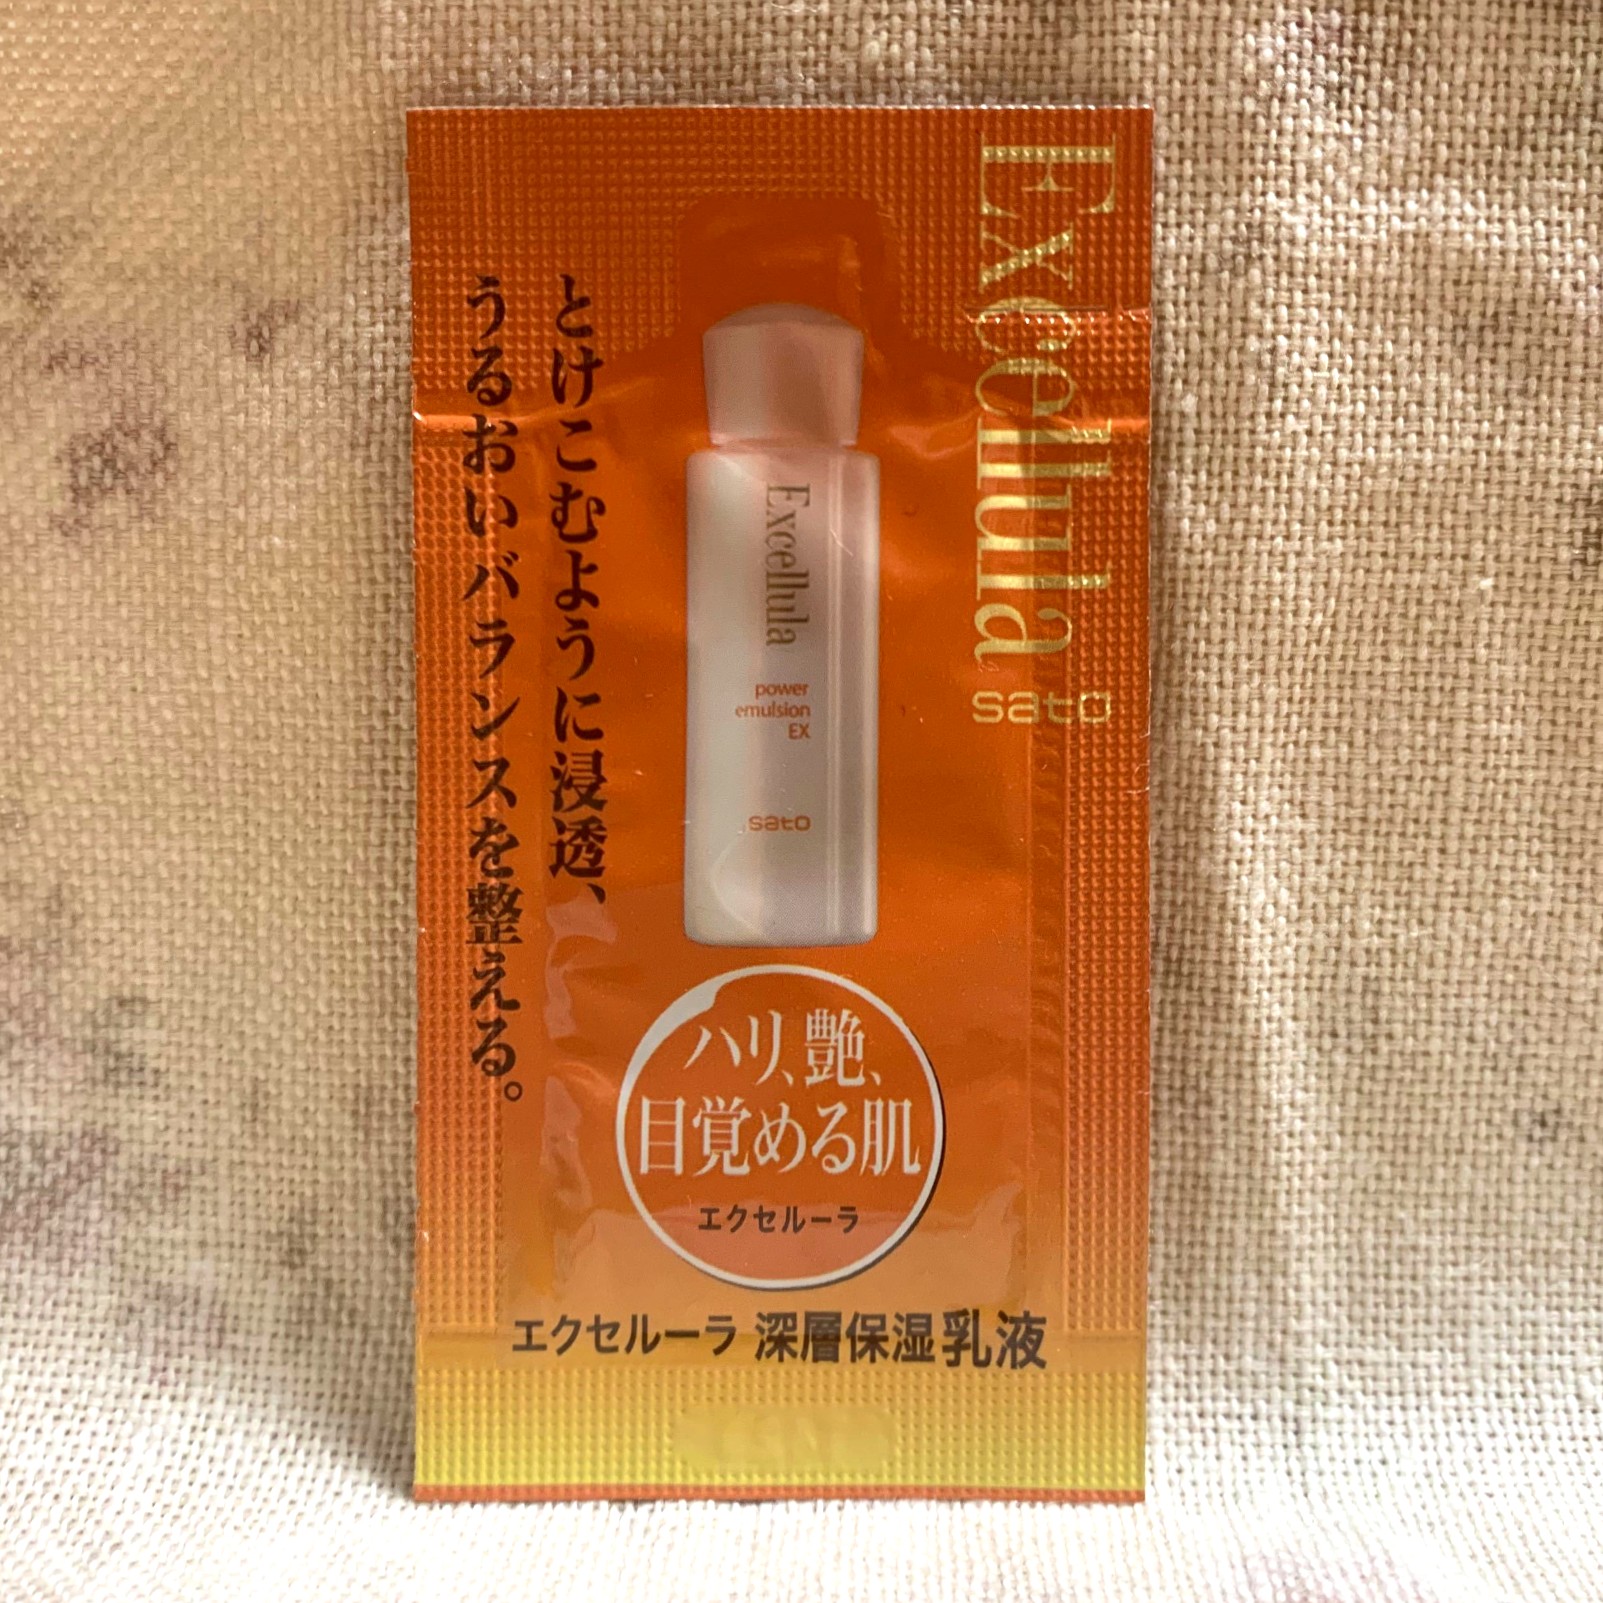 Excellula
sato
とけこむように浸透、
うるおいバランスを整える。
Excellula
power
emulsion
EX
sato
ハリ、艶、
目覚める肌
エクセルーラ
エクセルーラ 深層保湿乳液